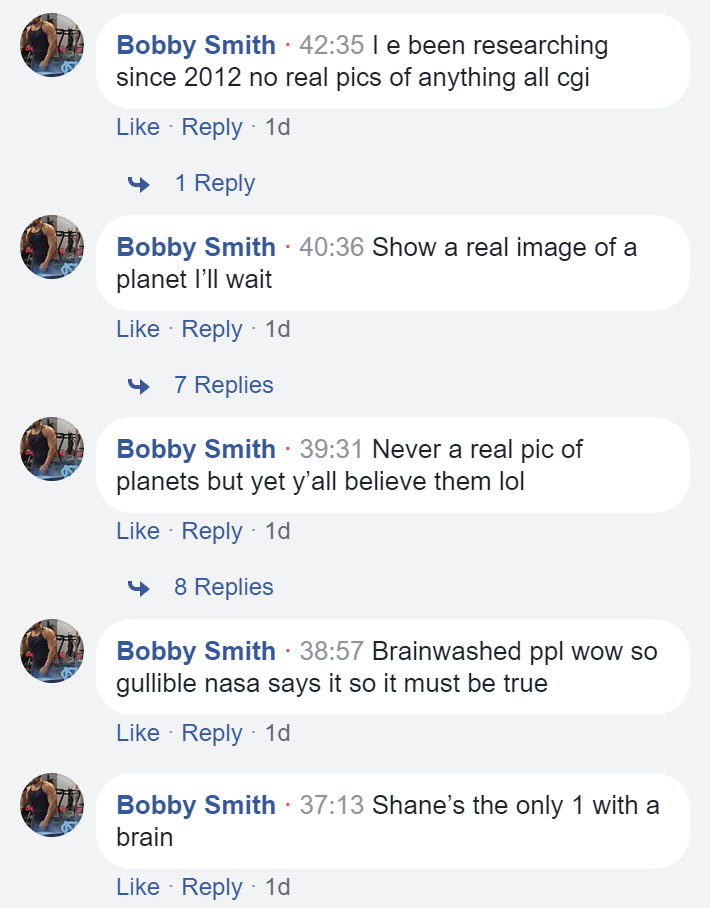 Bobby Smith · 42:35 I e been researching
since 2012 no real pics of anything all cgi
Like · Reply · 1d
1 Reply
Bobby Smith · 40:36 Show a real image of a
planet I’ll wait
Like · Reply · 1d
7 Replies
Bobby Smith · 39:31 Never a real pic of
planets but yet y’all believe them lol
Like · Reply · 1d
8 Replies
Bobby Smith · 38:57 Brainwashed ppl wow so
gullible nasa says it so it must be true
Like · Reply · 1d
Bobby Smith · 37:13 Shane’s the only 1 with a
brain
Like · Reply · 1d